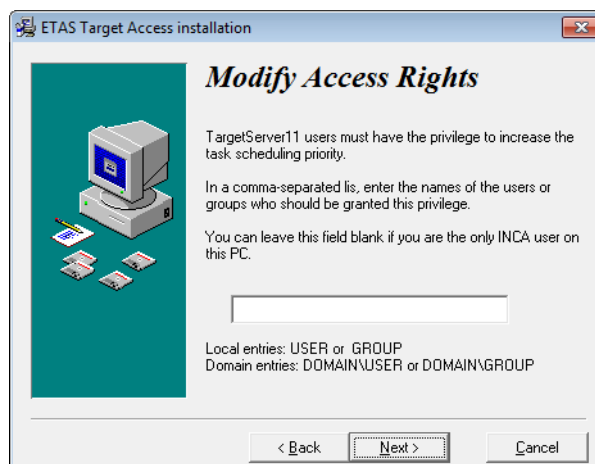 ETAS Target Access installation
Modify Access Rights
TargetServer11 users must have the privilege to increase the
task scheduling priority.
In a comma-separated lis, enter the names of the users or
groups who should be granted this privilege.
You can leave this field blank if you are the only INCA user on
this PC.
Local entries: USER or GROUP
Domain entries: DOMAIN\USER or DOMAIN\GROUP
< Back
Next >
Cancel